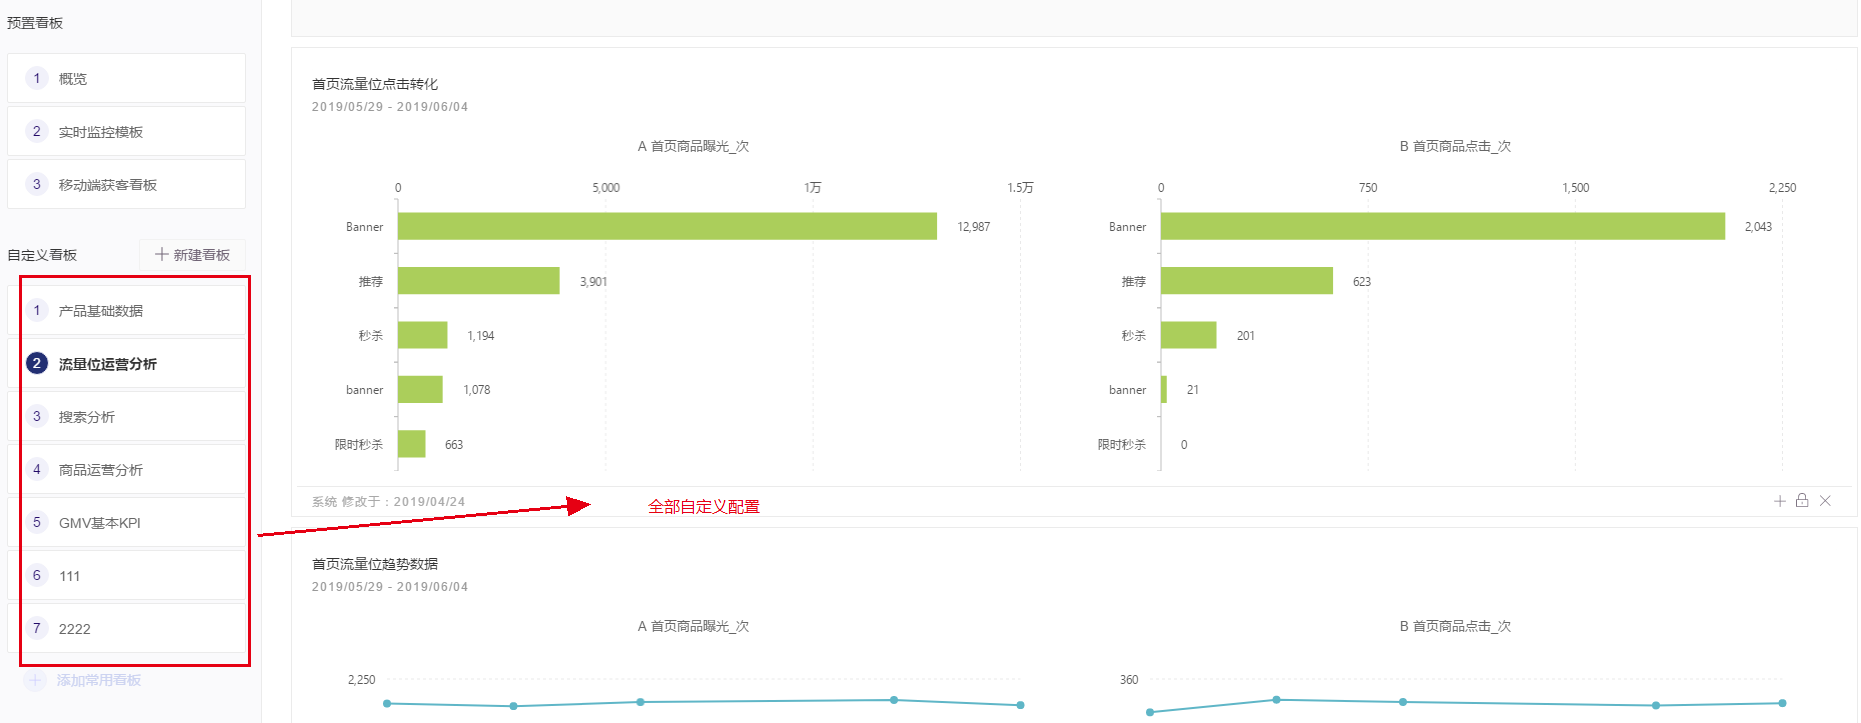 预置看板
1 概览
2 实时监控模板
3 移动端获客看板
自定义看板
新建看板
1 产品基础数据
2 流量位运营分析
3 搜索分析
4 商品运营分析
5 GMV基本KPI
6 111
7 2222
添加常用看板
首页流量位点击转化
2019/05/29 - 2019/06/04
A 首页商品曝光_次
0 5,000 1万 1.5万
Banner 12,987
推荐 3,901
秒杀 1,194
banner 1,078
限时秒杀 663
B 首页商品点击_次
0 750 1,500 2,250
Banner 2,043
推荐 623
秒杀 201
banner 21
限时秒杀 0
系统 修改于：2019/04/24
全部自定义配置
首页流量位趋势数据
2019/05/29 - 2019/06/04
A 首页商品曝光_次
2,250
B 首页商品点击_次
360